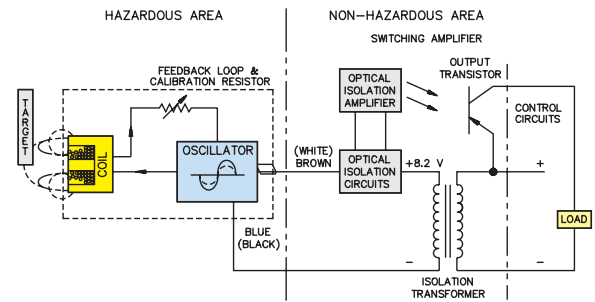 HAZARDOUS AREA
NON-HAZARDOUS AREA
SWITCHING AMPLIFIER
FEEDBACK LOOP &
CALIBRATION RESISTOR
OPTICAL
ISOLATION
AMPLIFIER
OUTPUT
TRANSISTOR
CONTROL
CIRCUITS
TARGET
COIL
OSCILLATOR
(WHITE)
BROWN
OPTICAL
ISOLATION
CIRCUITS
+8.2 V
+
LOAD
BLUE
(BLACK)
-
-
ISOLATION
TRANSFORMER